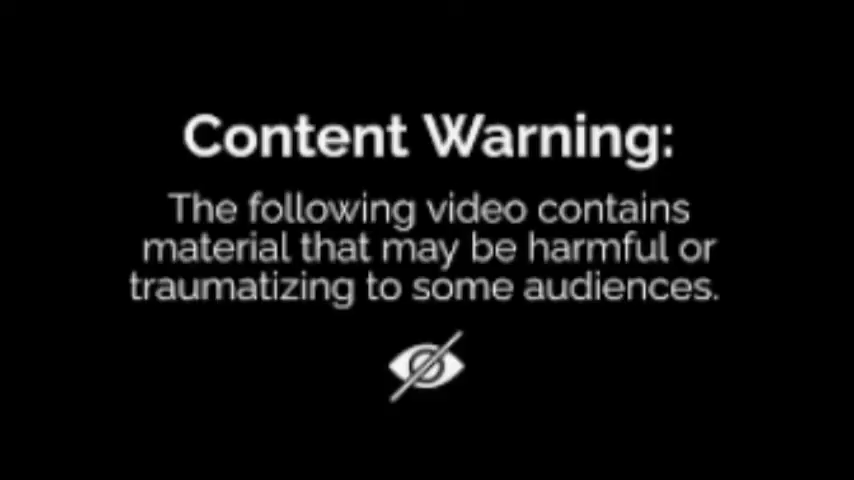 Content Warning:
The following video contains
material that may be harmful or
traumatizing to some audiences.